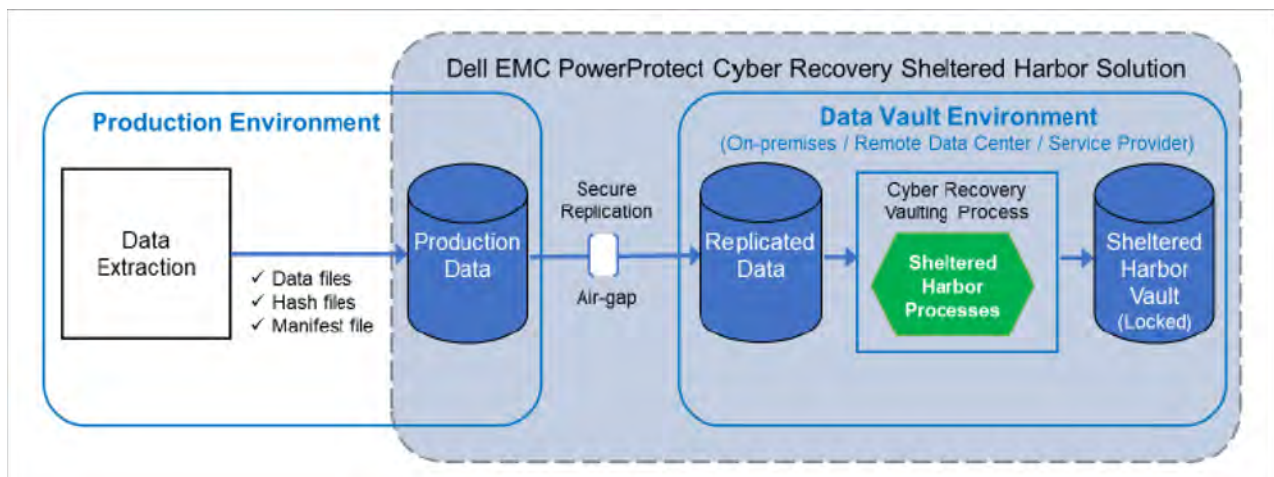 Dell EMC PowerProtect Cyber Recovery Sheltered Harbor Solution
Production Environment
Data
Extraction
✓ Data files
✓ Hash files
✓ Manifest file
Production
Data
Secure
Replication
Air-gap
Data Vault Environment
(On-premises / Remote Data Center / Service Provider)
Replicated
Data
Cyber Recovery
Vaulting Process
Sheltered
Harbor
Processes
Sheltered
Harbor
Vault
(Locked)